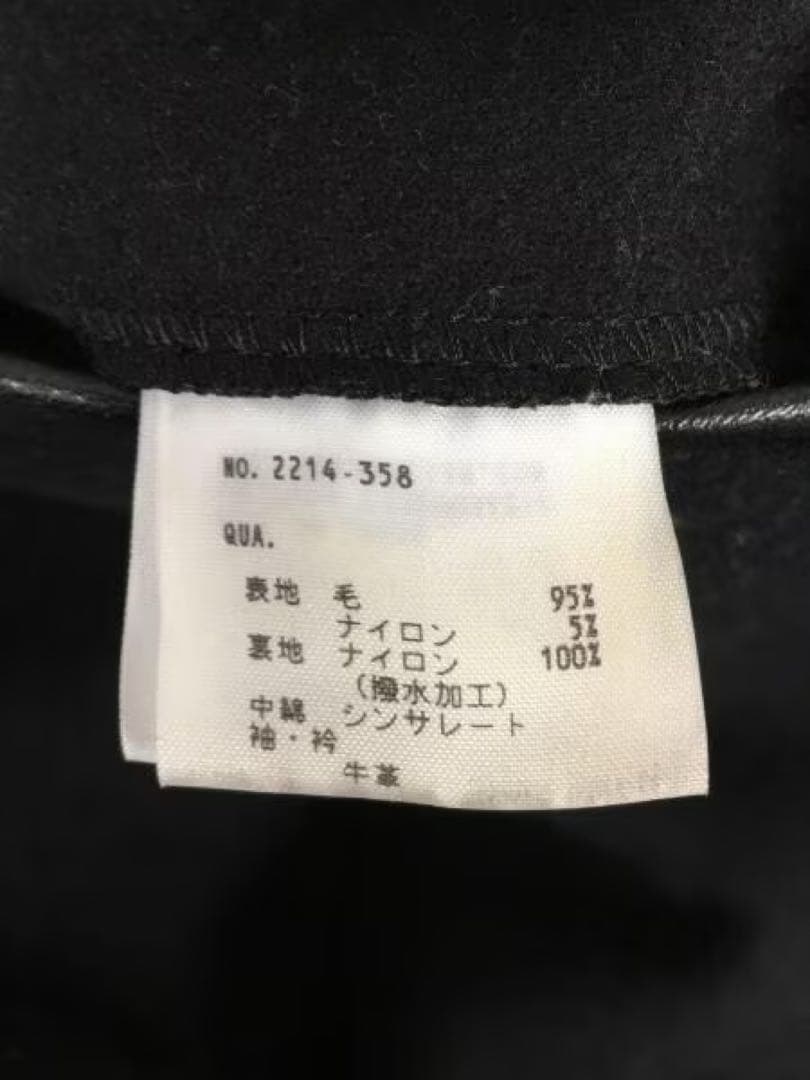 NO. 2214-358
QUA.
表地 毛 95%
ナイロン 5%
裏地 ナイロン 100%
(撥水加工)
中綿 シンサレート
袖・衿
牛革